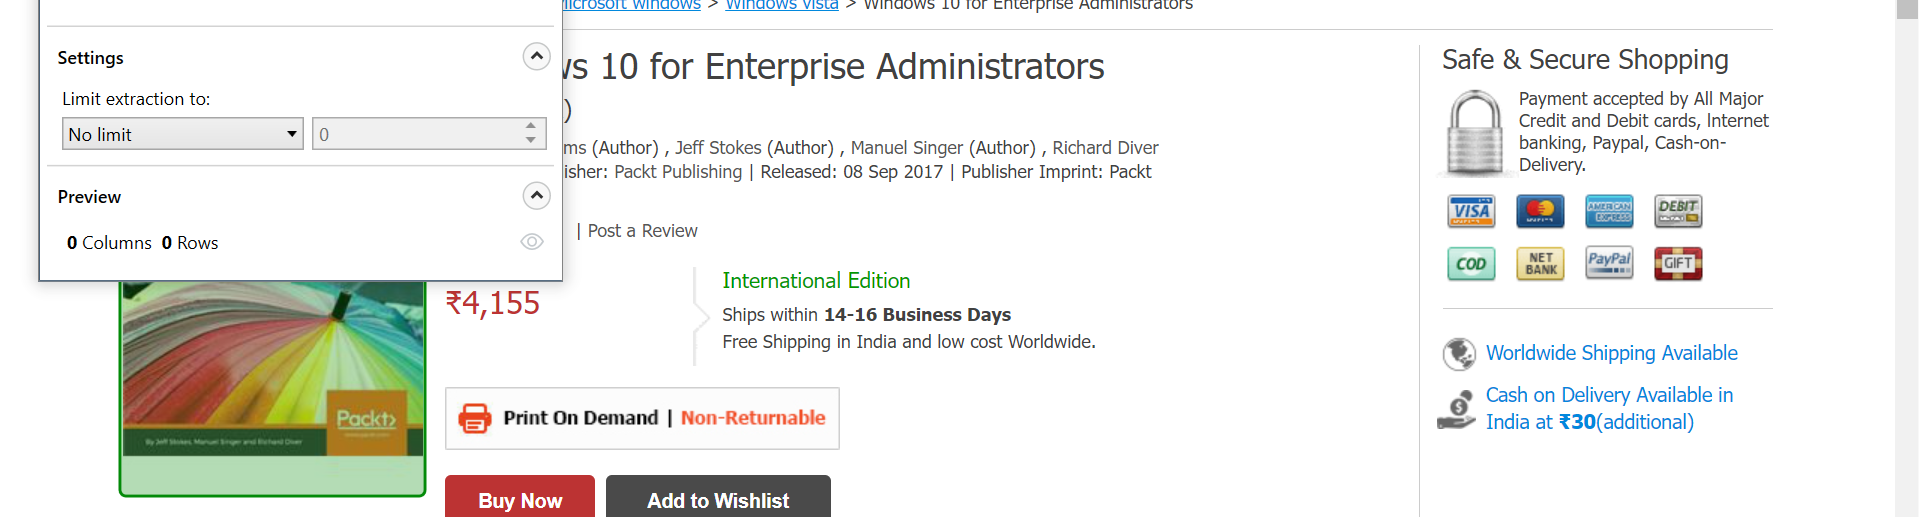 Microsoft windows > Windows vista > Windows 10 for Enterprise Administrators
Settings
Limit extraction to:
No limit
0
Preview
0 Columns 0 Rows
10 for Enterprise Administrators
)
(Author) , Jeff Stokes (Author) , Manuel Singer (Author) , Richard Diver
Packt Publishing | Released: 08 Sep 2017 | Publisher Imprint: Packt
| Post a Review
₹4,155
International Edition
Ships within 14-16 Business Days
Free Shipping in India and low cost Worldwide.
Print On Demand | Non-Returnable
Buy Now
Add to Wishlist
Packt>
By Jeff Stokes, Manuel Singer and Richard Diver
Safe & Secure Shopping
Payment accepted by All Major
Credit and Debit cards, Internet
banking, Paypal, Cash-on-
Delivery.
VISA
AMERICAN EXPRESS
DEBIT
COD
NET BANK
PayPal
GIFT
Worldwide Shipping Available
Cash on Delivery Available in
India at ₹30(additional)